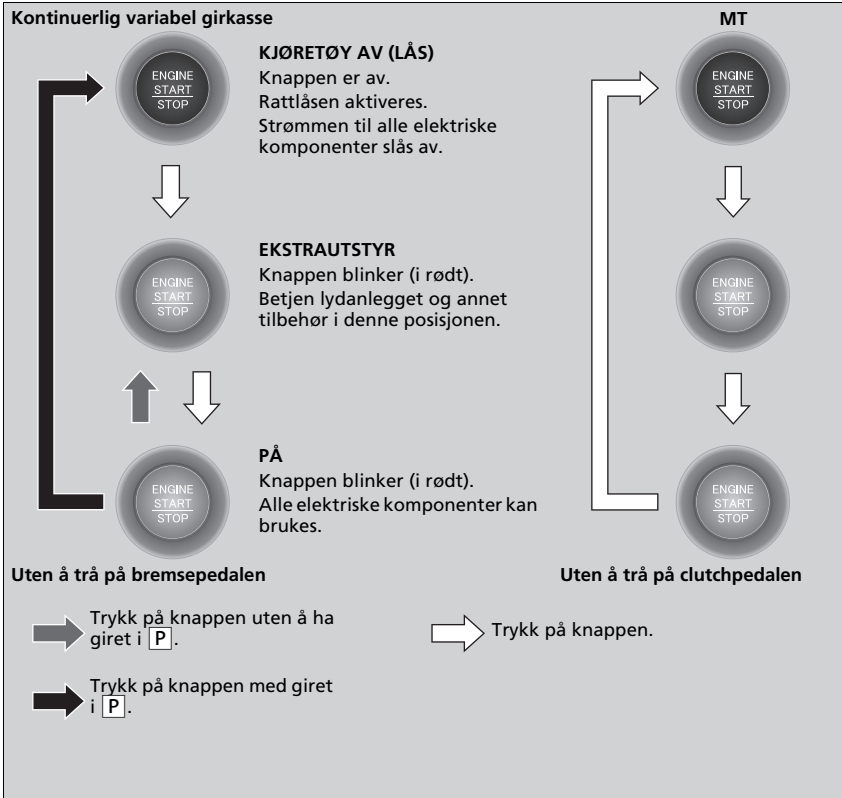 Kontinuerlig variabel girkasse
ENGINE
START
STOP
KJØRETØY AV (LÅS)
Knappen er av.
Rattlåsen aktiveres.
Strømmen til alle elektriske
komponenter slås av.
ENGINE
START
STOP
EKSTRAUTSTYR
Knappen blinker (i rødt).
Betjen lydanlegget og annet
tilbehør i denne posisjonen.
ENGINE
START
STOP
PÅ
Knappen blinker (i rødt).
Alle elektriske komponenter kan
brukes.
Uten å trå på bremsepedalen
MT
ENGINE
START
STOP
ENGINE
START
STOP
ENGINE
START
STOP
Uten å trå på clutchpedalen
Trykk på knappen uten å ha
giret i P.
Trykk på knappen.
Trykk på knappen med giret
i P.